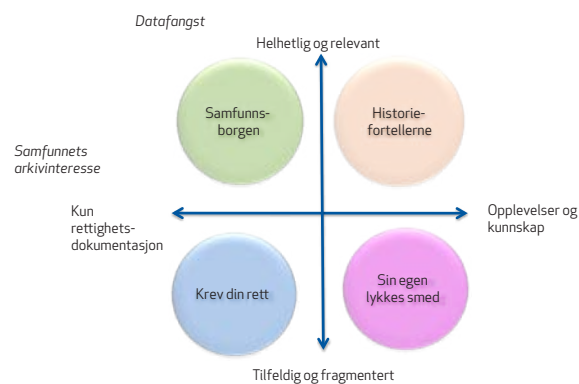 Datafangst
Helhetlig og relevant
Samfunns-
borgen
Historie-
fortellerne
Samfunnets
arkivinteresse
Kun
rettighets-
dokumentasjon
Opplevelser og
kunnskap
Krev din rett
Sin egen
lykkes smed
Tilfeldig og fragmentert